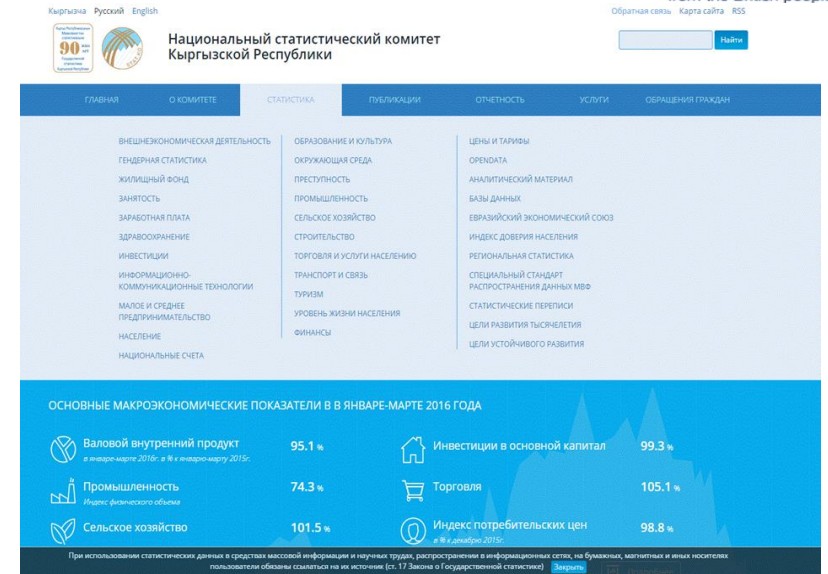 Кыргызча Русский English
Обратная связь Карта сайта RSS
90
Национальный статистический комитет
Кыргызской Республики
Найти
ГЛАВНАЯ О КОМИТЕТЕ СТАТИСТИКА ПУБЛИКАЦИИ ОТЧЕТНОСТЬ УСЛУГИ ОБРАЩЕНИЯ ГРАЖДАН
ВНЕШНЕЭКОНОМИЧЕСКАЯ ДЕЯТЕЛЬНОСТЬ
ГЕНДЕРНАЯ СТАТИСТИКА
ЖИЛИЩНЫЙ ФОНД
ЗАНЯТОСТЬ
ЗАРАБОТНАЯ ПЛАТА
ЗДРАВООХРАНЕНИЕ
ИНВЕСТИЦИИ
ИНФОРМАЦИОННО-
КОММУНИКАЦИОННЫЕ ТЕХНОЛОГИИ
МАЛОЕ И СРЕДНЕЕ
ПРЕДПРИНИМАТЕЛЬСТВО
НАСЕЛЕНИЕ
НАЦИОНАЛЬНЫЕ СЧЕТА
ОБРАЗОВАНИЕ И КУЛЬТУРА
ОКРУЖАЮЩАЯ СРЕДА
ПРЕСТУПНОСТЬ
ПРОМЫШЛЕННОСТЬ
СЕЛЬСКОЕ ХОЗЯЙСТВО
СТРОИТЕЛЬСТВО
ТОРГОВЛЯ И УСЛУГИ НАСЕЛЕНИЮ
ТРАНСПОРТ И СВЯЗЬ
ТУРИЗМ
УРОВЕНЬ ЖИЗНИ НАСЕЛЕНИЯ
ФИНАНСЫ
ЦЕНЫ И ТАРИФЫ
OPENDATA
АНАЛИТИЧЕСКИЙ МАТЕРИАЛ
БАЗЫ ДАННЫХ
ЕВРАЗИЙСКИЙ ЭКОНОМИЧЕСКИЙ СОЮЗ
ИНДЕКС ДОВЕРИЯ НАСЕЛЕНИЯ
РЕГИОНАЛЬНАЯ СТАТИСТИКА
СПЕЦИАЛЬНЫЙ СТАНДАРТ
РАСПРОСТРАНЕНИЯ ДАННЫХ МВФ
СТАТИСТИЧЕСКИЕ ПЕРЕПИСИ
ЦЕЛИ РАЗВИТИЯ ТЫСЯЧЕЛЕТИЯ
ЦЕЛИ УСТОЙЧИВОГО РАЗВИТИЯ
ОСНОВНЫЕ МАКРОЭКОНОМИЧЕСКИЕ ПОКАЗАТЕЛИ В В ЯНВАРЕ-МАРТЕ 2016 ГОДА
Валовой внутренний продукт 95.1 %
в январе-марте 2016г. в % к январю-марту 2015г.
Инвестиции в основной капитал 99.3 %
Промышленность 74.3 %
Индекс физического объема
Торговля 105.1 %
Сельское хозяйство 101.5 %
Индекс потребительских цен 98.8 %
в % к декабрю 2015г.
При использовании статистических данных в средствах массовой информации и научных трудах, распространении в информационных сетях, на бумажных, магнитных и иных носителях
пользователи обязаны ссылаться на их источник (ст. 17 Закона о Государственной статистике) Закрыть